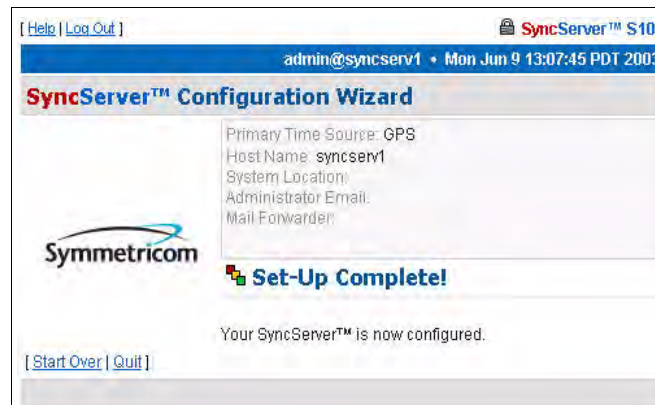 [ Help | Log Out ]
SyncServer™ S10
admin@syncserv1 • Mon Jun 9 13:07:45 PDT 2003
SyncServer™ Configuration Wizard
Primary Time Source: GPS
Host Name: syncserv1
System Location:
Administrator Email:
Mail Forwarder:
Symmetricom
Set-Up Complete!
Your SyncServer™ is now configured.
[ Start Over | Quit ]